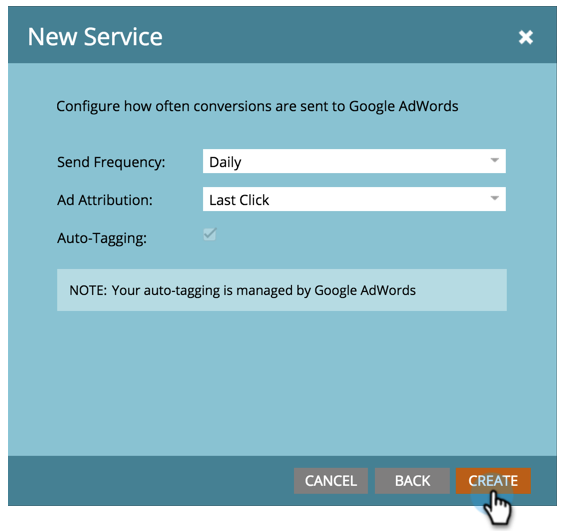 New Service
Configure how often conversions are sent to Google AdWords
Send Frequency: Daily
Ad Attribution: Last Click
Auto-Tagging:
NOTE: Your auto-tagging is managed by Google AdWords
CANCEL BACK CREATE